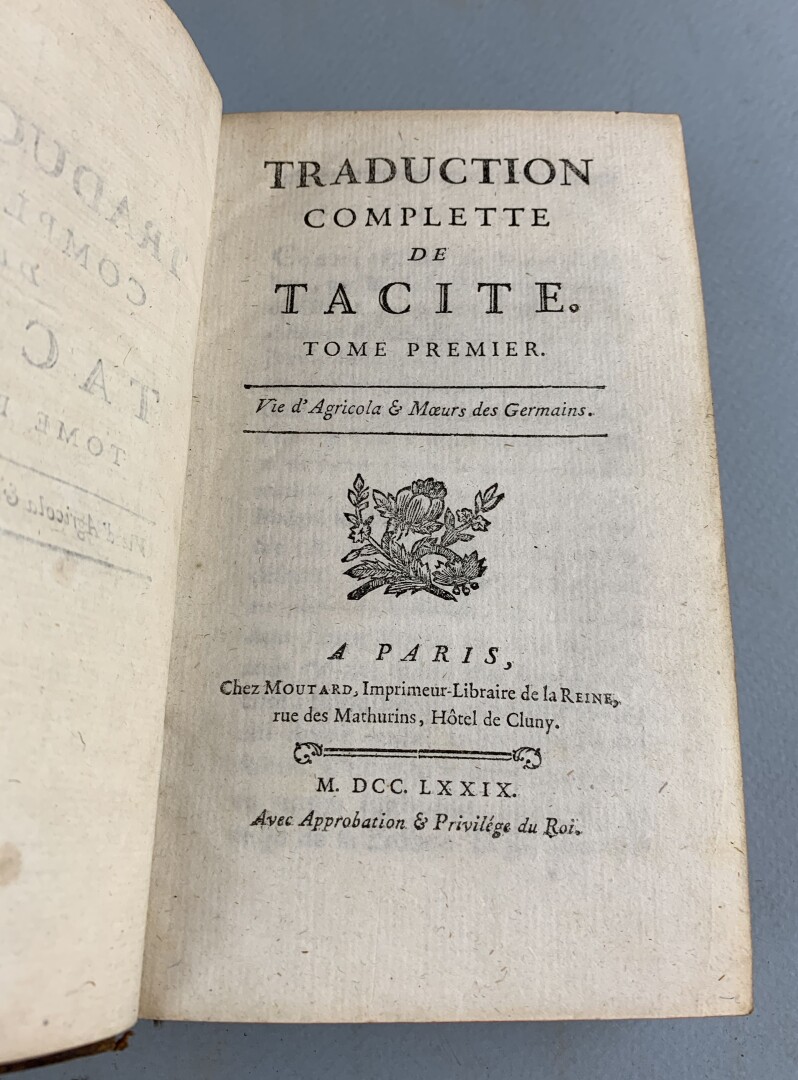 TRADUCTION
COMPLETTE
DE
TACITE.
TOME PREMIER.
Vie d'Agricola & Mœurs des Germains.
A PARIS,
Chez MOUTARD, Imprimeur-Libraire de la REINE,
rue des Mathurins, Hôtel de Cluny.
M. DCC. LXXIX.
Avec Approbation & Privilége du Roi.